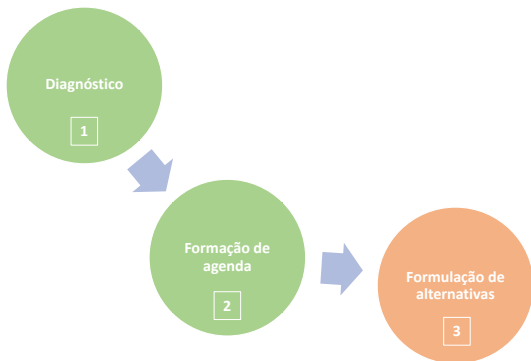 Diagnóstico
1
Formação de
agenda
2
Formulação de
alternativas
3